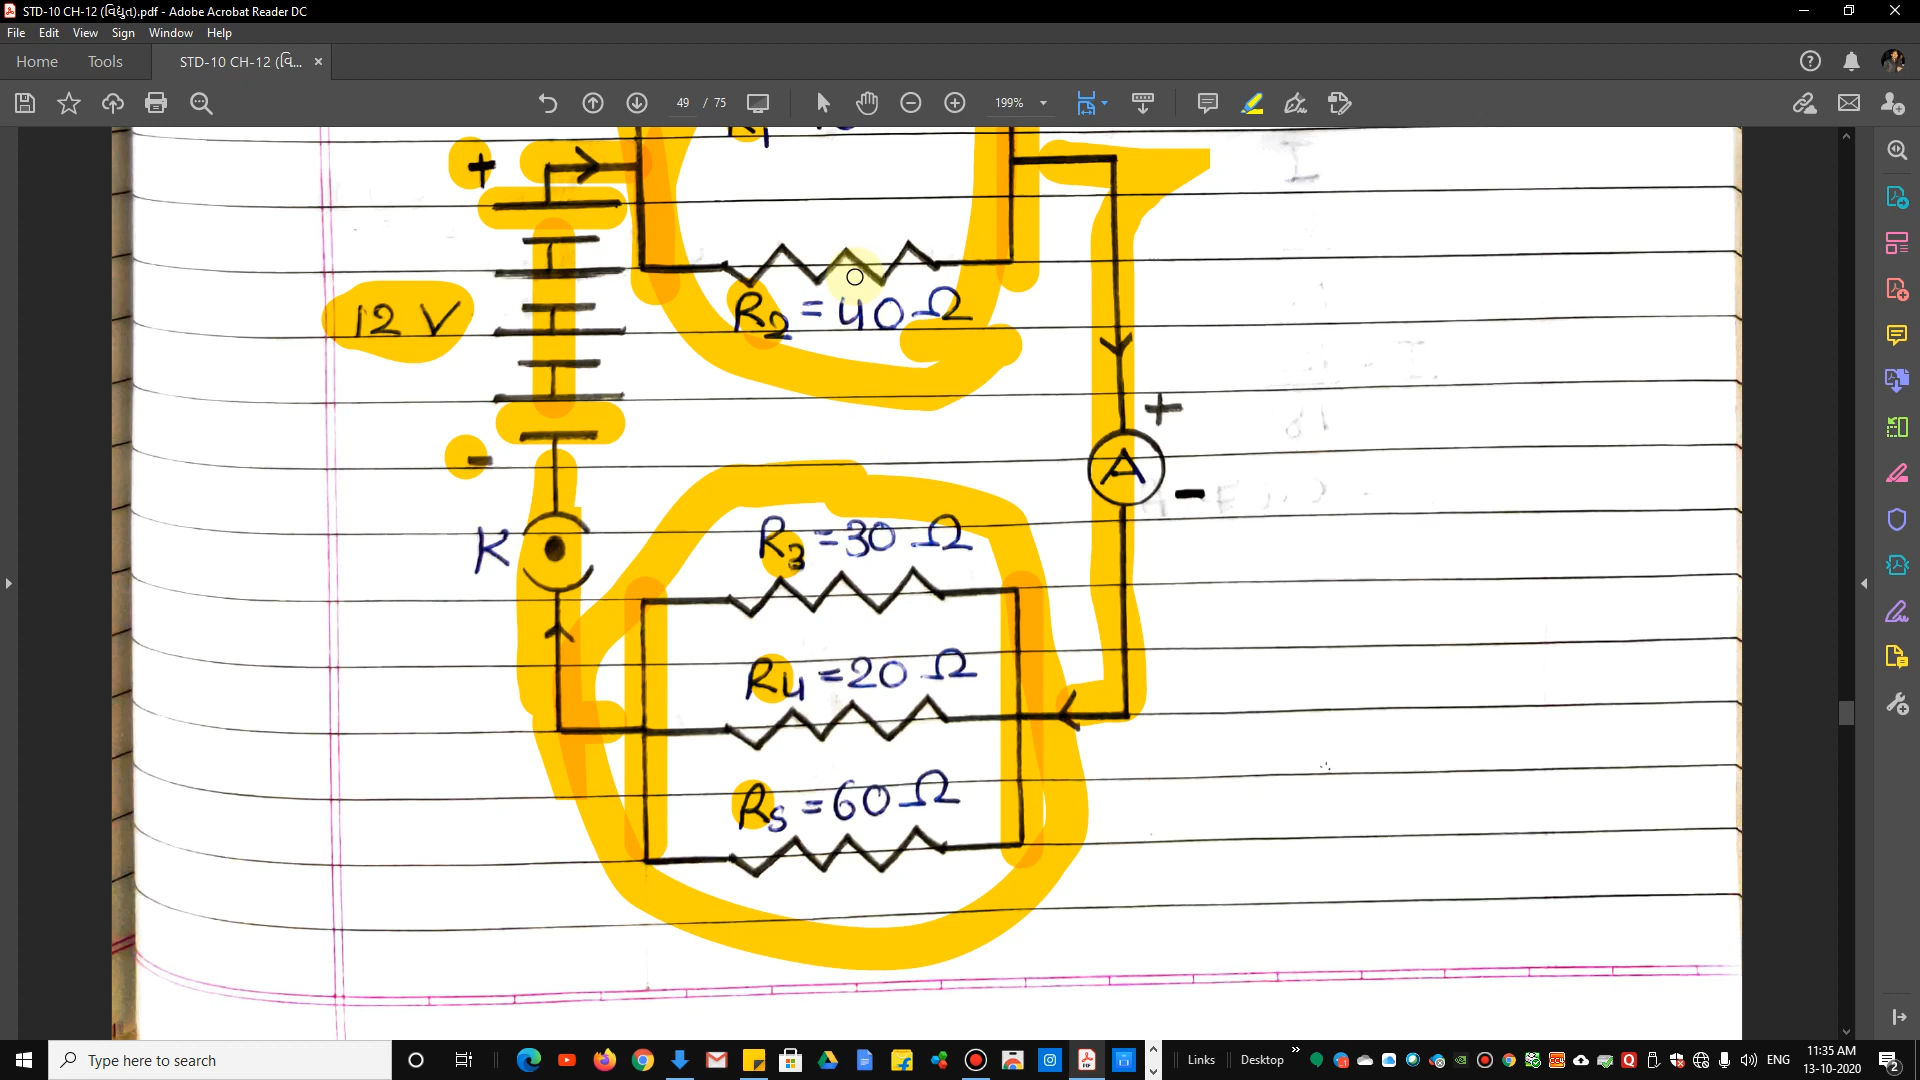 STD-10 CH-12 (વિદ્યુત).pdf - Adobe Acrobat Reader DC
File Edit View Sign Window Help
Home Tools STD-10 CH-12 (વિ...
49 / 75 199%
+
12 V
R2 = 40 Ω
+
A
-
-
K
R3 = 30 Ω
R4 = 20 Ω
R5 = 60 Ω
Type here to search
Links Desktop ENG 11:35 AM
13-10-2020 2